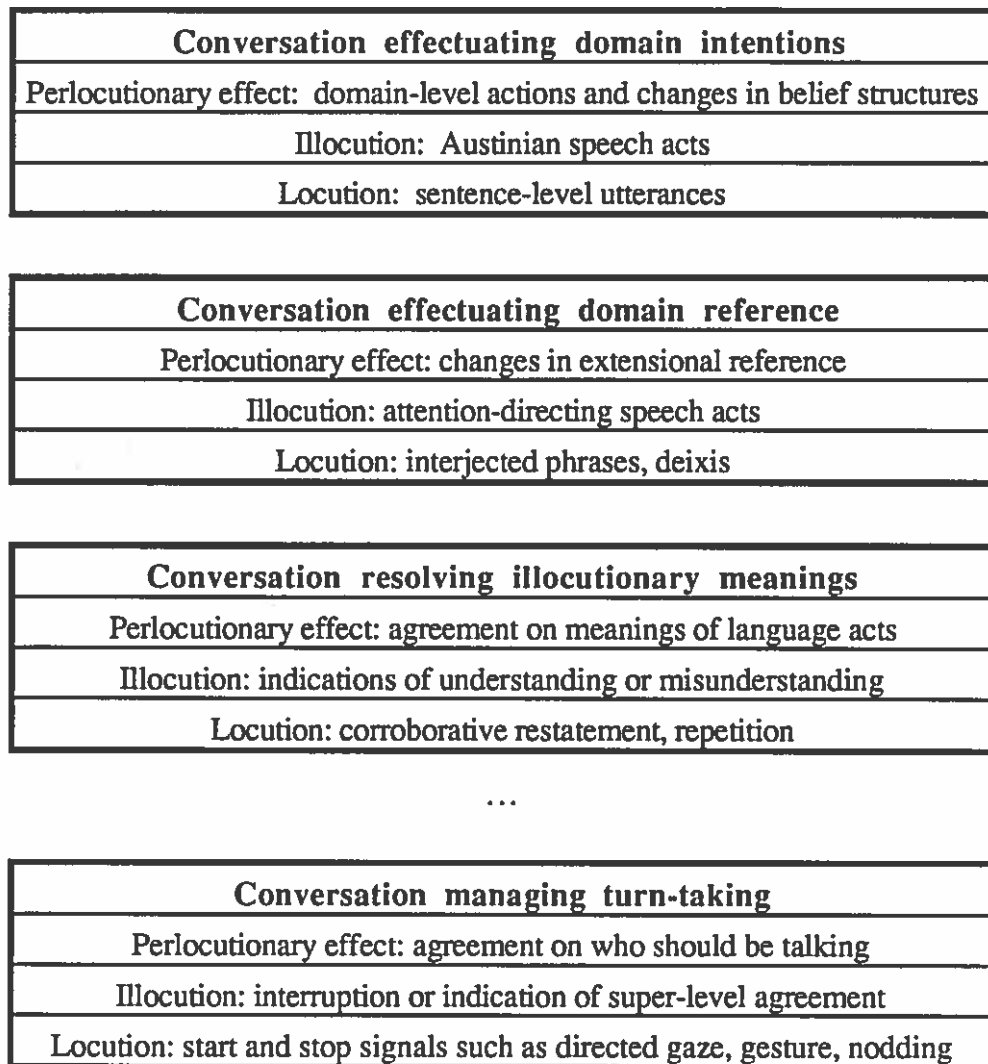 Conversation effectuating domain intentions
Perlocutionary effect: domain-level actions and changes in belief structures
Illocution: Austinian speech acts
Locution: sentence-level utterances
Conversation effectuating domain reference
Perlocutionary effect: changes in extensional reference
Illocution: attention-directing speech acts
Locution: interjected phrases, deixis
Conversation resolving illocutionary meanings
Perlocutionary effect: agreement on meanings of language acts
Illocution: indications of understanding or misunderstanding
Locution: corroborative restatement, repetition
...
Conversation managing turn-taking
Perlocutionary effect: agreement on who should be talking
Illocution: interruption or indication of super-level agreement
Locution: start and stop signals such as directed gaze, gesture, nodding